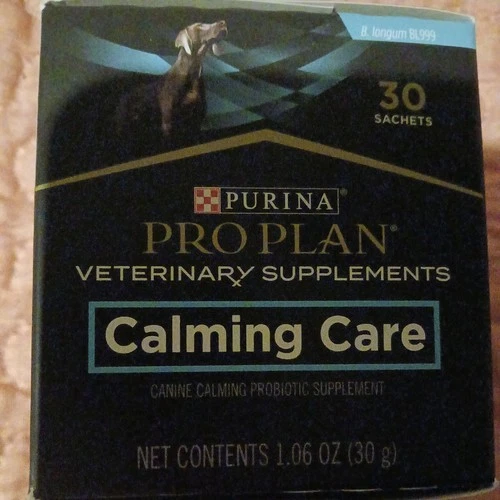 B. longum BL999
30
SACHETS
PURINA®
PRO PLAN®
VETERINARY SUPPLEMENTS
Calming Care
CANINE CALMING PROBIOTIC SUPPLEMENT
NET CONTENTS 1.06 OZ (30 g)